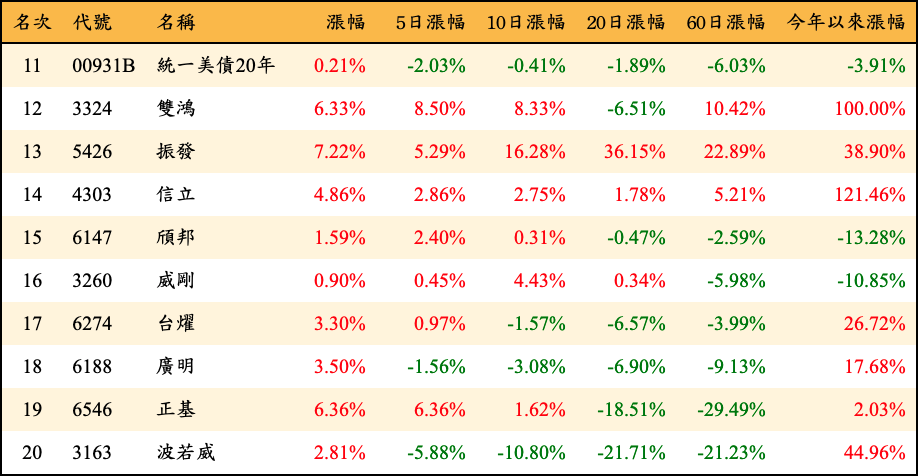 名次 代號 名稱 漲幅 5日漲幅 10日漲幅 20日漲幅 60日漲幅 今年以來漲幅
11 00931B 統一美債20年 0.21% -2.03% -0.41% -1.89% -6.03% -3.91%
12 3324 雙鴻 6.33% 8.50% 8.33% -6.51% 10.42% 100.00%
13 5426 振發 7.22% 5.29% 16.28% 36.15% 22.89% 38.90%
14 4303 信立 4.86% 2.86% 2.75% 1.78% 5.21% 121.46%
15 6147 頎邦 1.59% 2.40% 0.31% -0.47% -2.59% -13.28%
16 3260 威剛 0.90% 0.45% 4.43% 0.34% -5.98% -10.85%
17 6274 台燿 3.30% 0.97% -1.57% -6.57% -3.99% 26.72%
18 6188 廣明 3.50% -1.56% -3.08% -6.90% -9.13% 17.68%
19 6546 正基 6.36% 6.36% 1.62% -18.51% -29.49% 2.03%
20 3163 波若威 2.81% -5.88% -10.80% -21.71% -21.23% 44.96%